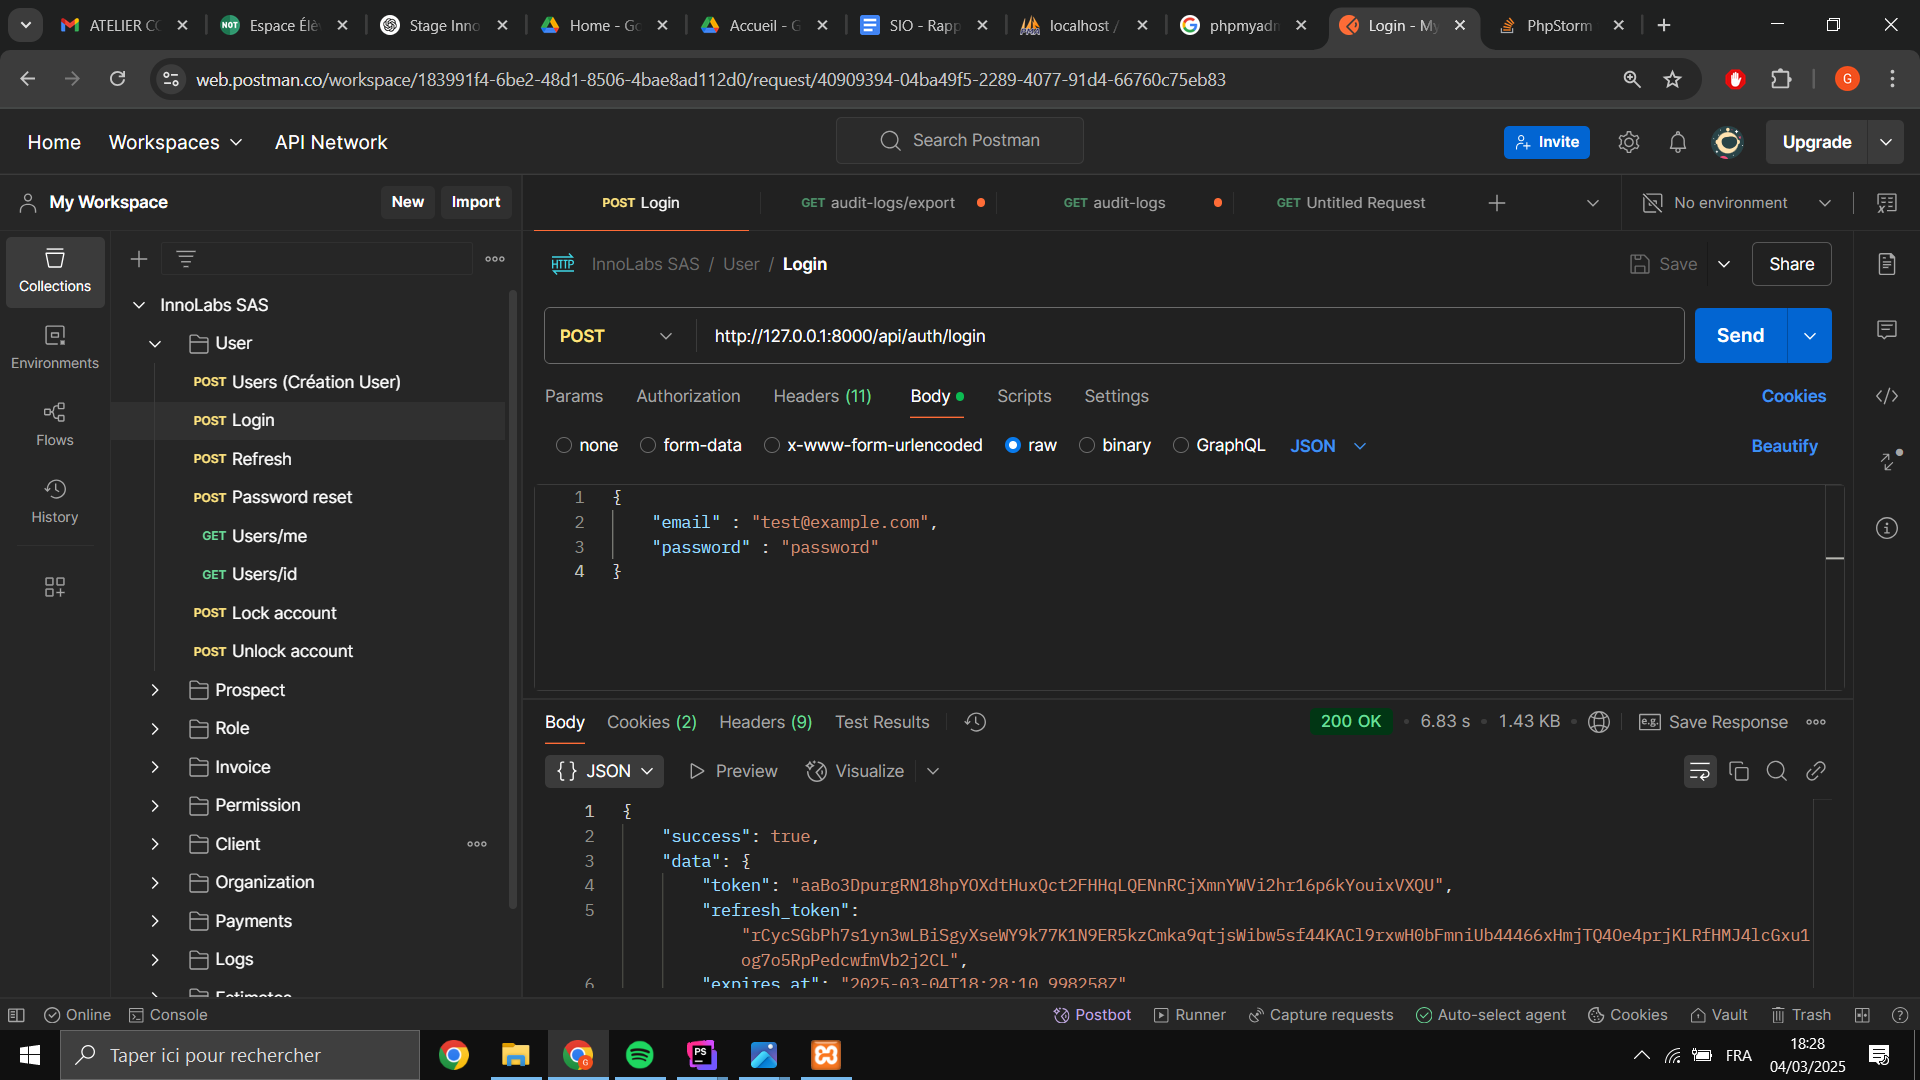 ATELIER CC
Espace Élè
Stage Inno
Home - Go
Accueil - G
SIO - Rapp
localhost /
phpmyadn
Login - My
PhpStorm
web.postman.co/workspace/183991f4-6be2-48d1-8506-4bae8ad112d0/request/40909394-04ba49f5-2289-4077-91d4-66760c75eb83
G
Home
Workspaces
API Network
Search Postman
Invite
Upgrade
My Workspace
New
Import
POST Login
GET audit-logs/export
GET audit-logs
GET Untitled Request
No environment
Collections
Environments
Flows
History
InnoLabs SAS
User
POST Users (Création User)
POST Login
POST Refresh
POST Password reset
GET Users/me
GET Users/id
POST Lock account
POST Unlock account
Prospect
Role
Invoice
Permission
Client
Organization
Payments
Logs
Estimates
HTTP InnoLabs SAS / User / Login
Save
Share
POST http://127.0.0.1:8000/api/auth/login
Send
Params Authorization Headers (11) Body Scripts Settings
Cookies
none form-data x-www-form-urlencoded raw binary GraphQL JSON
Beautify
1 {
2 "email" : "test@example.com",
3 "password" : "password"
4 }
Body Cookies (2) Headers (9) Test Results
200 OK 6.83 s 1.43 KB
e.g. Save Response
{} JSON Preview Visualize
1 {
2 "success": true,
3 "data": {
4 "token": "aaBo3DpurgRN18hpYOXdtHuxQct2FHHqLQENnRCjXmnYWVi2hr16p6kYouixVXQU",
5 "refresh_token":
"rCycSGbPh7s1yn3wLBiSgyXseWY9k77K1N9ER5kzCmka9qtjsWibw5sf44KACl9rxwH0bFmniUb44466xHmjTQ4Oe4prjKLRfHMJ4lcGxu1
og7o5RpPedcwfmVb2j2CL",
6 "expires_at": "2025-03-04T18:28:10.998258Z"
Online
Console
Postbot
Runner
Capture requests
Auto-select agent
Cookies
Vault
Trash
Taper ici pour rechercher
PS
FRA
18:28
04/03/2025